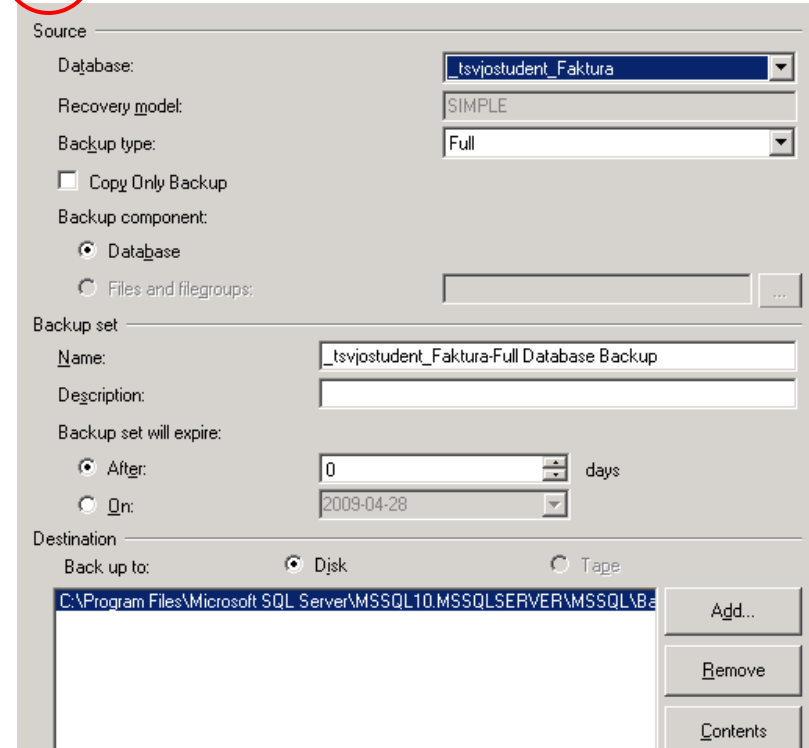 Source
Database: _tsvjostudent_Faktura
Recovery model: SIMPLE
Backup type: Full
Copy Only Backup
Backup component:
Database
Files and filegroups: ...
Backup set
Name: _tsvjostudent_Faktura-Full Database Backup
Description:
Backup set will expire:
After: 0 days
On: 2009-04-28
Destination
Back up to: Disk Tape
C:\Program Files\Microsoft SQL Server\MSSQL10.MSSQLSERVER\MSSQL\Ba
Add...
Remove
Contents